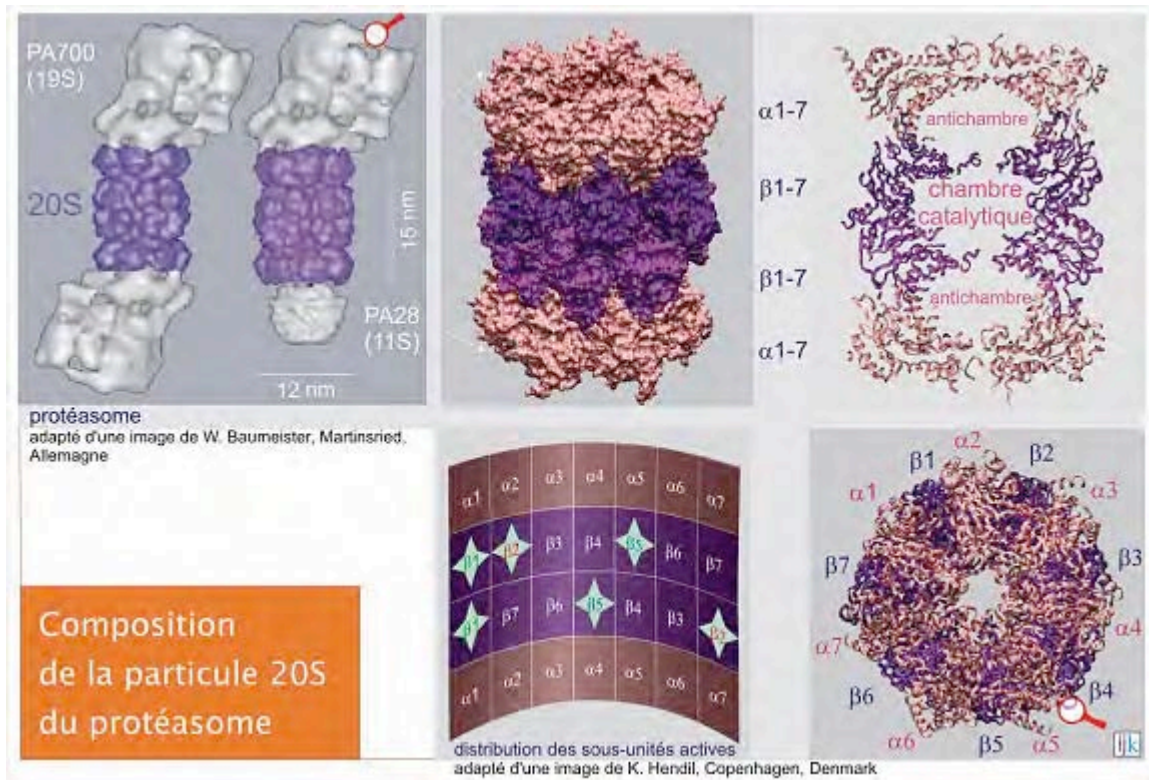 PA700
(19S)
20S
15 nm
PA28
(11S)
12 nm
protéasome
adapté d'une image de W. Baumeister, Martinsried,
Allemagne
α1-7
β1-7
β1-7
α1-7
antichambre
chambre
catalytique
antichambre
α1 α2 α3 α4 α5 α6 α7
β1 β2 β3 β4 β5 β6 β7
β1 β7 β6 β5 β4 β3 β2
α1 α2 α3 α4 α5 α6 α7
distribution des sous-unités actives
adapté d'une image de K. Hendil, Copenhagen, Denmark
α2
β1 β2
α1 α3
β7 β3
α7 α4
β6 β4
α6 β5 α5
Composition
de la particule 20S
du protéasome